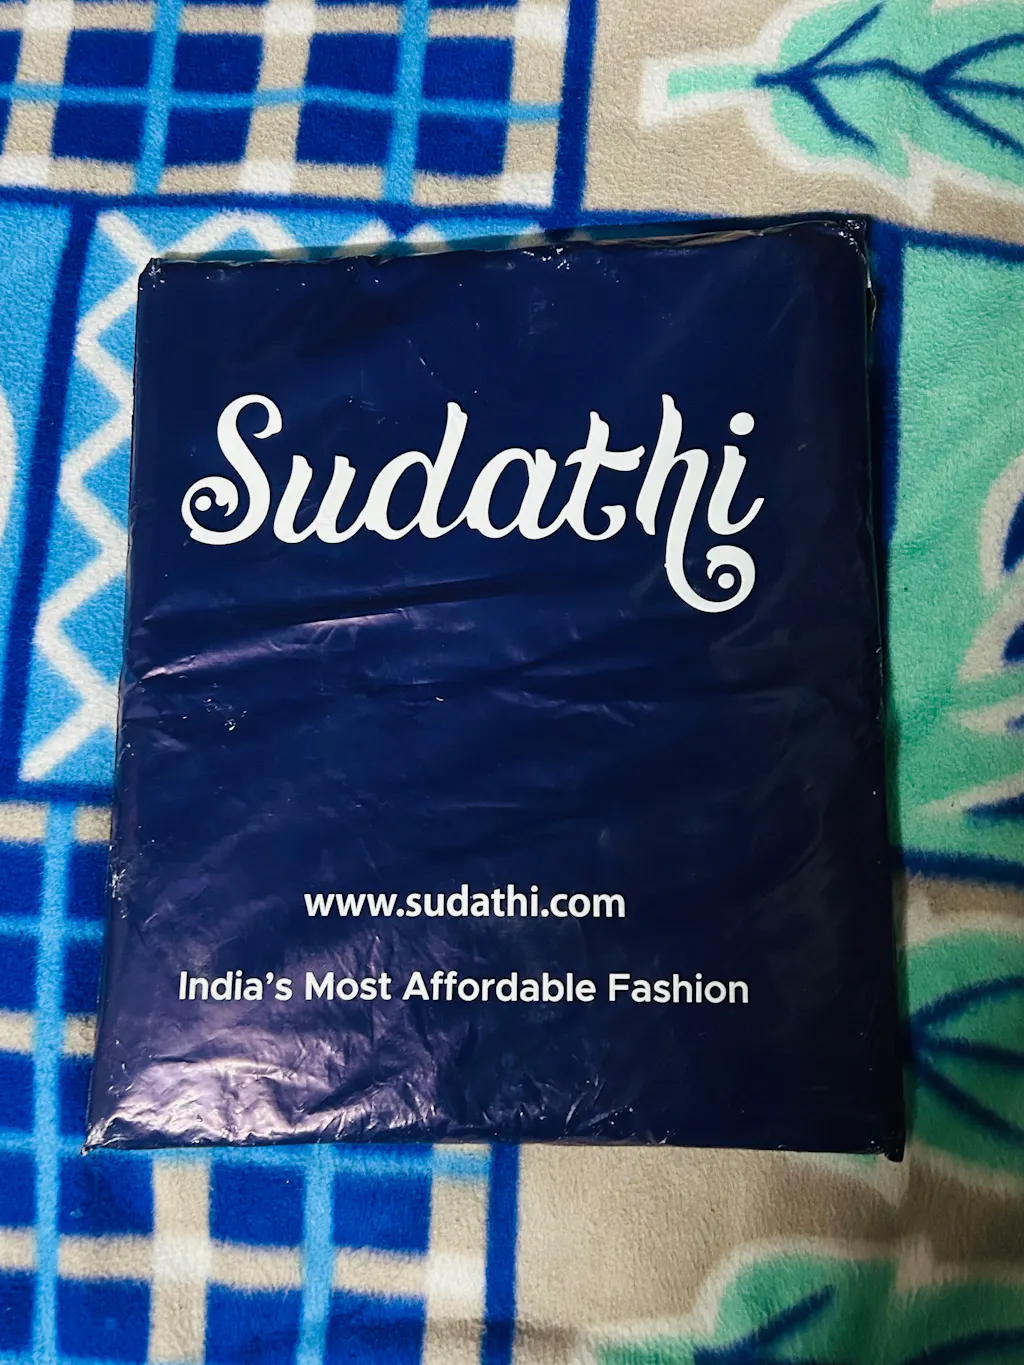 Sudathi
www.sudathi.com
India's Most Affordable Fashion